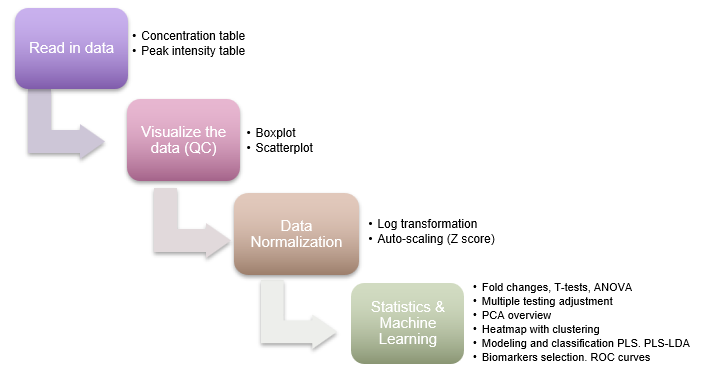 Read in data
• Concentration table
• Peak intensity table
Visualize the
data (QC)
• Boxplot
• Scatterplot
Data
Normalization
• Log transformation
• Auto-scaling (Z score)
Statistics &
Machine
Learning
• Fold changes, T-tests, ANOVA
• Multiple testing adjustment
• PCA overview
• Heatmap with clustering
• Modeling and classification PLS. PLS-LDA
• Biomarkers selection. ROC curves